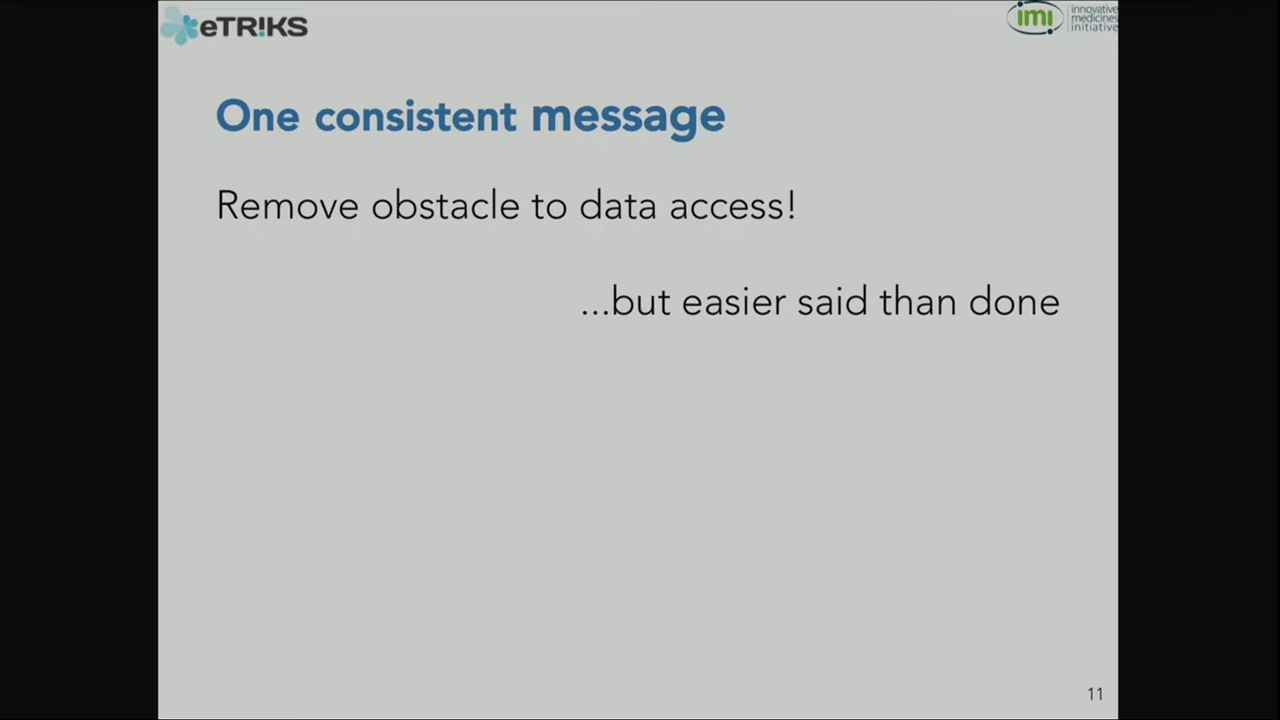 eTR!KS
imi
innovative
medicines
initiative
One consistent message
Remove obstacle to data access!
...but easier said than done
11